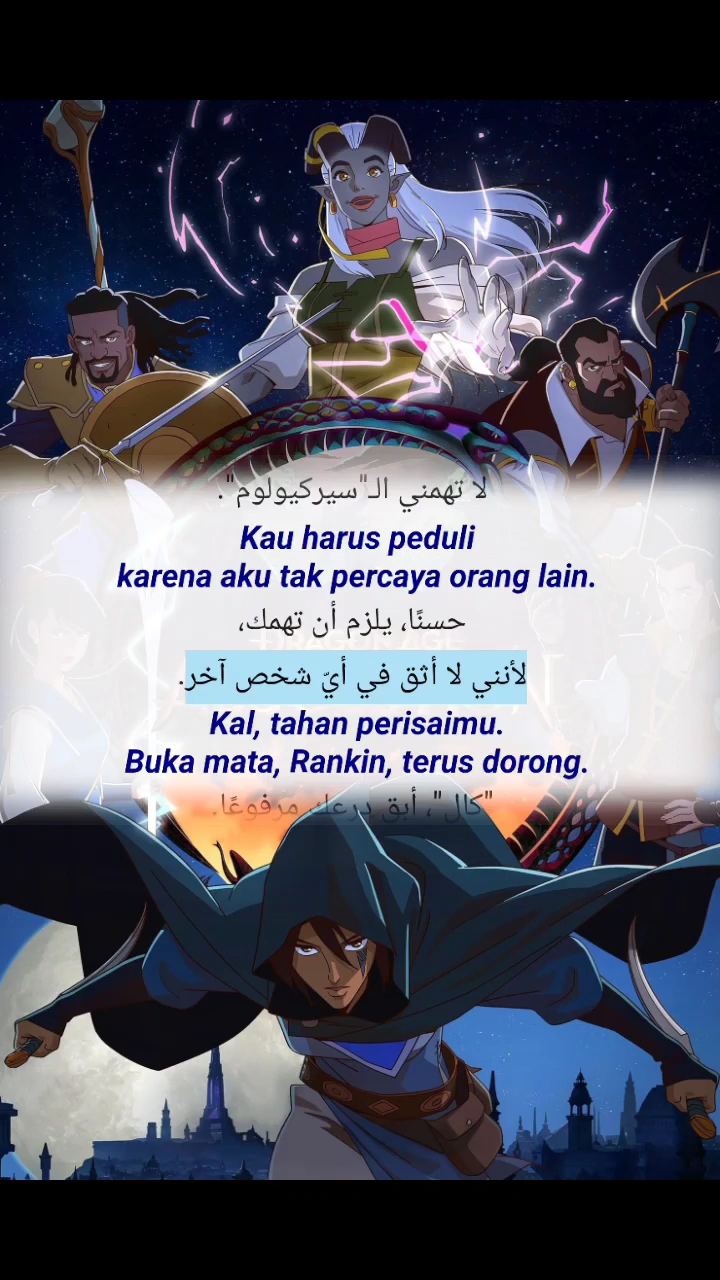 لا تهمني الـ"سيركيولوم".
Kau harus peduli
karena aku tak percaya orang lain.
حسنًا، يلزم أن تهمك،
لأنني لا أثق في أيّ شخص آخر.
Kal, tahan perisaimu.
Buka mata, Rankin, terus dorong.
"كال"، أبق درعك مرفوعًا.